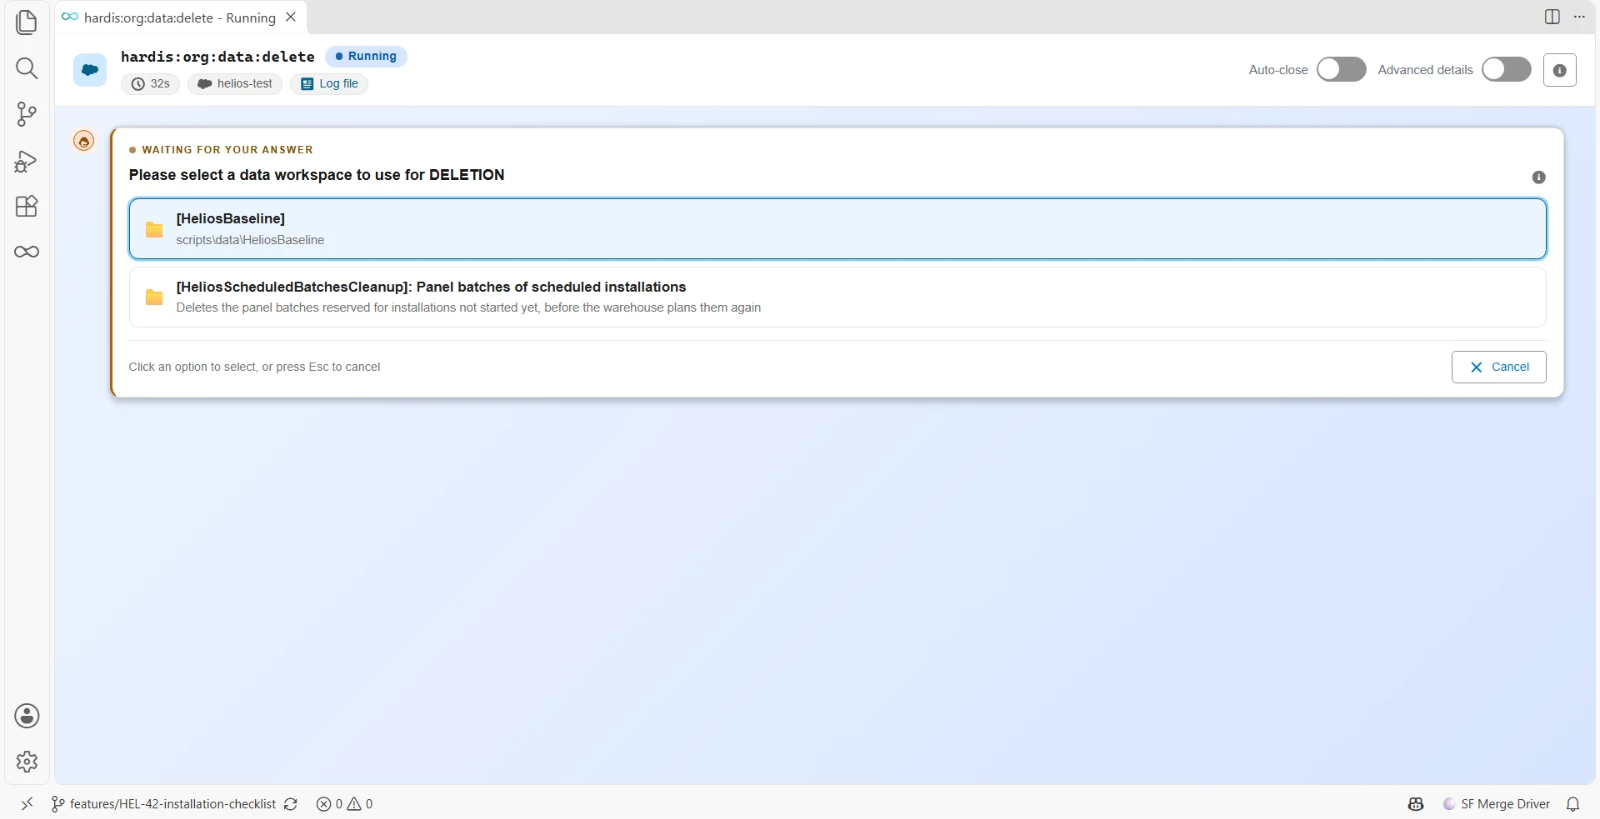 hardis:org:data:delete - Running
hardis:org:data:delete
Running
32s
helios-test
Log file
Auto-close
Advanced details
WAITING FOR YOUR ANSWER
Please select a data workspace to use for DELETION
[HeliosBaseline]
scripts\data\HeliosBaseline
[HeliosScheduledBatchesCleanup]: Panel batches of scheduled installations
Deletes the panel batches reserved for installations not started yet, before the warehouse plans them again
Click an option to select, or press Esc to cancel
Cancel
features/HEL-42-installation-checklist
0
0
SF Merge Driver